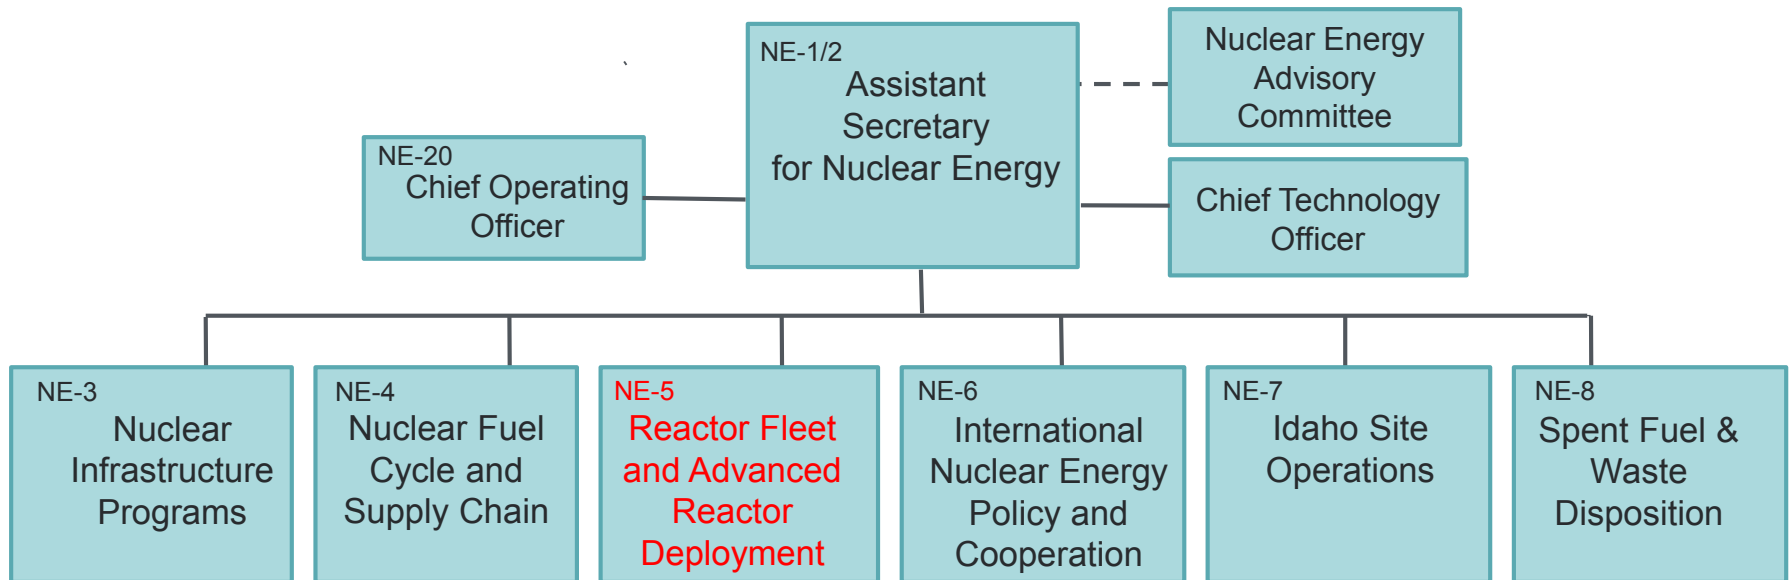 NE-1/2
Assistant
Secretary
for Nuclear Energy
Nuclear Energy
Advisory
Committee
NE-20
Chief Operating
Officer
Chief Technology
Officer
NE-3
Nuclear
Infrastructure
Programs
NE-4
Nuclear Fuel
Cycle and
Supply Chain
NE-5
Reactor Fleet
and Advanced
Reactor
Deployment
NE-6
International
Nuclear Energy
Policy and
Cooperation
NE-7
Idaho Site
Operations
NE-8
Spent Fuel &
Waste
Disposition